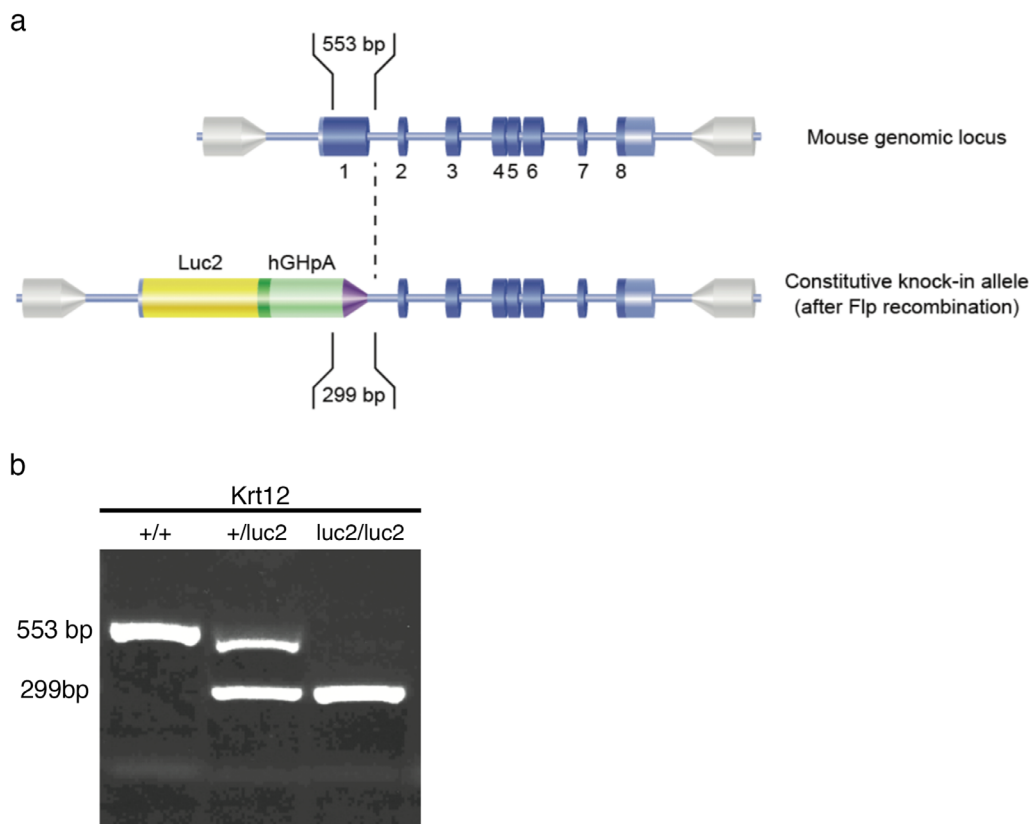 a
553 bp
Mouse genomic locus
1 2 3 4 5 6 7 8
Luc2 hGHpA
Constitutive knock-in allele
(after Flp recombination)
299 bp
b
Krt12
+/+ +/luc2 luc2/luc2
553 bp
299bp